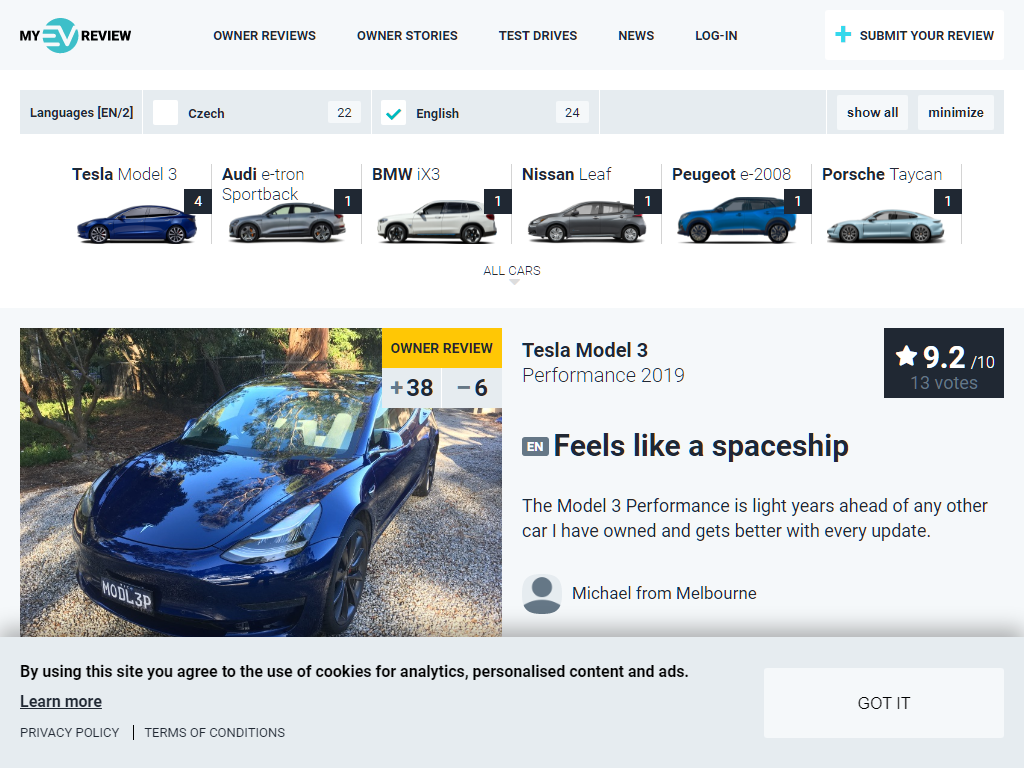 MY EV REVIEW
OWNER REVIEWS
OWNER STORIES
TEST DRIVES
NEWS
LOG-IN
SUBMIT YOUR REVIEW
Languages [EN/2]
Czech
22
English
24
show all
minimize
Tesla Model 3
4
Audi e-tron
Sportback
1
BMW iX3
1
Nissan Leaf
1
Peugeot e-2008
1
Porsche Taycan
1
ALL CARS
OWNER REVIEW
+38
−6
MODL3P
Tesla Model 3
Performance 2019
9.2 /10
13 votes
EN Feels like a spaceship
The Model 3 Performance is light years ahead of any other
car I have owned and gets better with every update.
Michael from Melbourne
By using this site you agree to the use of cookies for analytics, personalised content and ads.
Learn more
PRIVACY POLICY
TERMS OF CONDITIONS
GOT IT